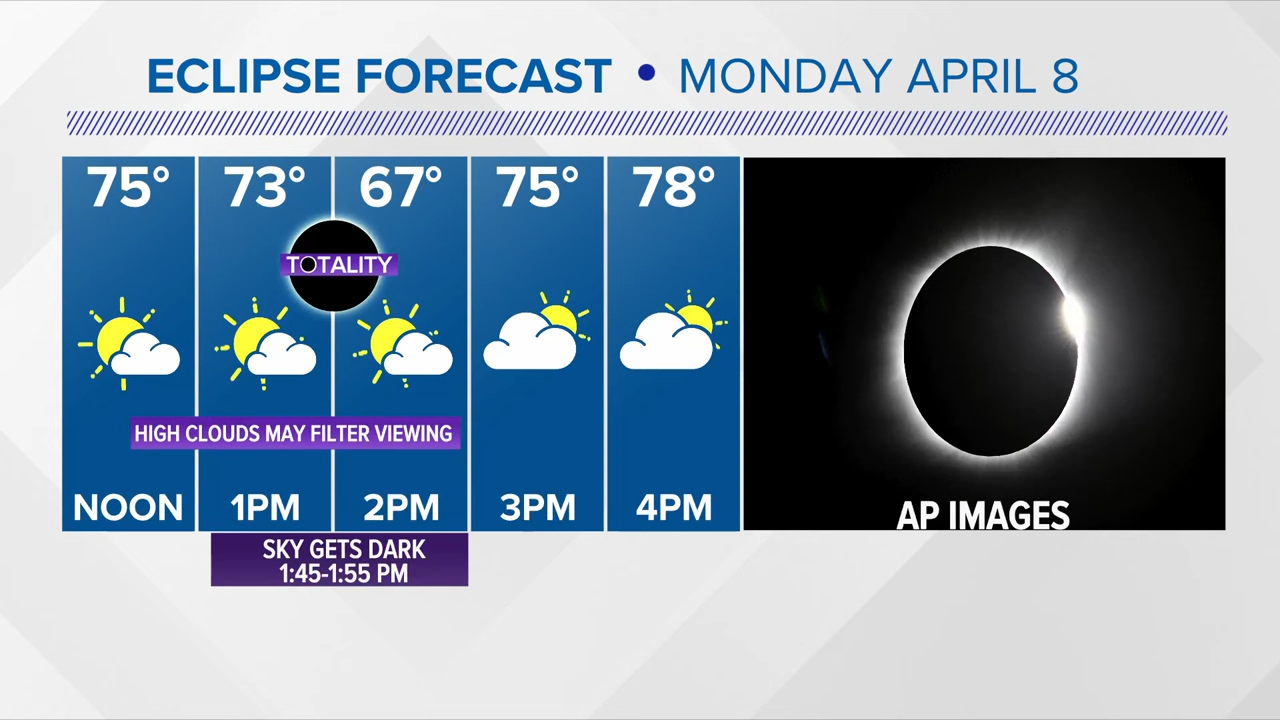 ECLIPSE FORECAST • MONDAY APRIL 8
75° 73° 67° 75° 78°
TOTALITY
HIGH CLOUDS MAY FILTER VIEWING
NOON 1PM 2PM 3PM 4PM
AP IMAGES
SKY GETS DARK
1:45-1:55 PM